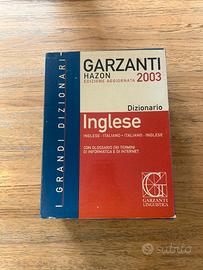 GARZANTI
HAZON 2003
EDIZIONE AGGIORNATA
Dizionario
Inglese
INGLESE - ITALIANO • ITALIANO - INGLESE
CON GLOSSARIO DEI TERMINI
DI INFORMATICA E DI INTERNET
I GRANDI DIZIONARI
GARZANTI
LINGUISTICA
subito